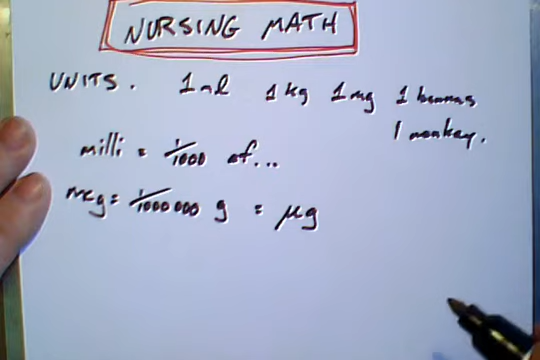 NURSING MATH
UNITS. 1 ml 1 kg 1 mg 1 banana
1 monkey.
milli = 1/1000 of...
mcg = 1/1000000 g = μg